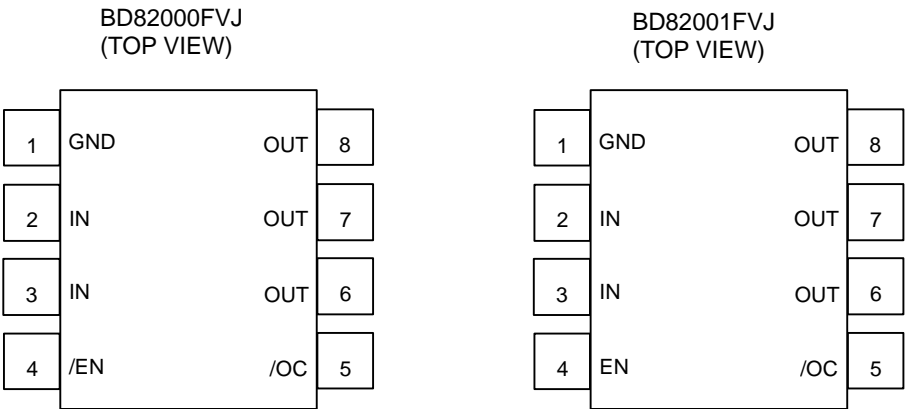 BD82000FVJ
(TOP VIEW)
1 GND OUT 8
2 IN OUT 7
3 IN OUT 6
4 /EN /OC 5
BD82001FVJ
(TOP VIEW)
1 GND OUT 8
2 IN OUT 7
3 IN OUT 6
4 EN /OC 5